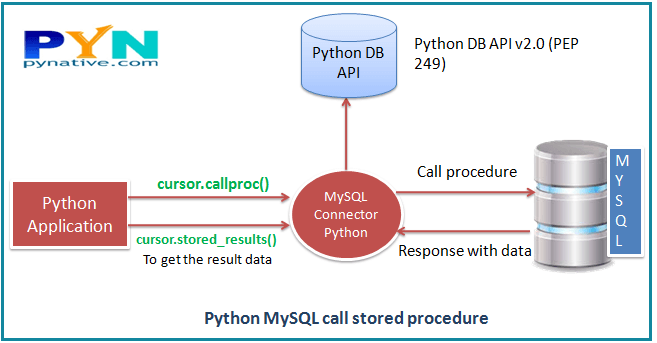 PYN
pynative.com
Python DB
API
Python DB API v2.0 (PEP
249)
Python
Application
cursor.callproc()
cursor.stored_results()
To get the result data
MySQL
Connector
Python
Call procedure
Response with data
M
Y
S
Q
L
Python MySQL call stored procedure